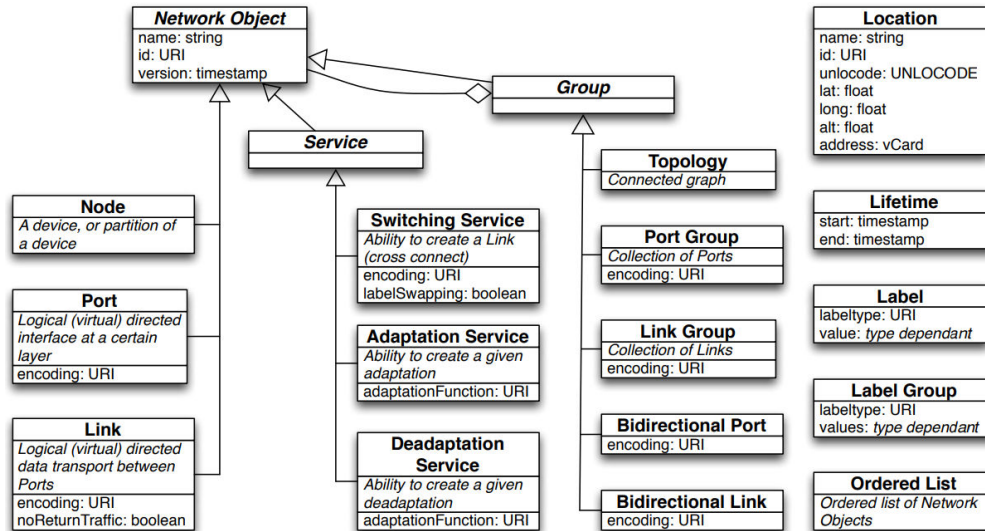 Network Object
name: string
id: URI
version: timestamp
Group
Service
Node
A device, or partition of
a device
Port
Logical (virtual) directed
interface at a certain
layer
encoding: URI
Link
Logical (virtual) directed
data transport between
Ports
encoding: URI
noReturnTraffic: boolean
Switching Service
Ability to create a Link
(cross connect)
encoding: URI
labelSwapping: boolean
Adaptation Service
Ability to create a given
adaptation
adaptationFunction: URI
Deadaptation
Service
Ability to create a given
deadaptation
adaptationFunction: URI
Topology
Connected graph
Port Group
Collection of Ports
encoding: URI
Link Group
Collection of Links
encoding: URI
Bidirectional Port
encoding: URI
Bidirectional Link
encoding: URI
Location
name: string
id: URI
unlocode: UNLOCODE
lat: float
long: float
alt: float
address: vCard
Lifetime
start: timestamp
end: timestamp
Label
labeltype: URI
value: type dependant
Label Group
labeltype: URI
values: type dependant
Ordered List
Ordered list of Network
Objects